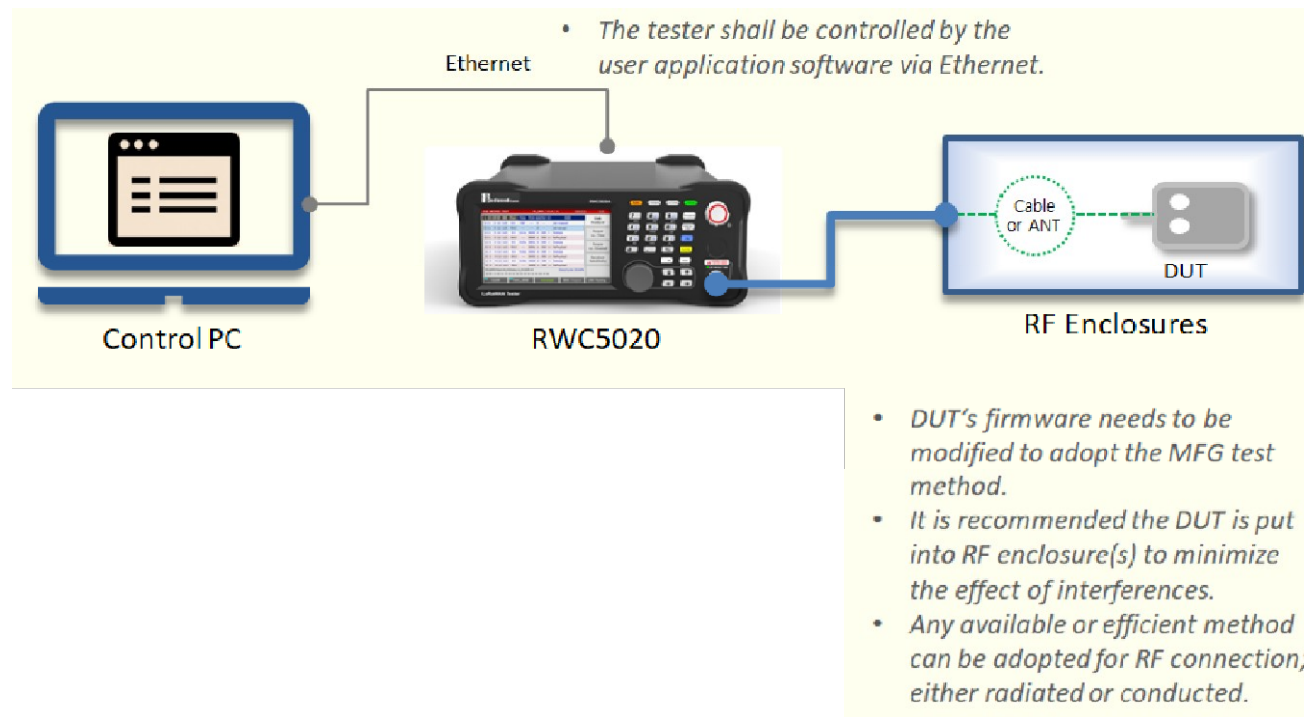 • The tester shall be controlled by the
user application software via Ethernet.
Ethernet
Control PC
RWC5020
Cable
or ANT
DUT
RF Enclosures
• DUT‘s firmware needs to be
modified to adopt the MFG test
method.
• It is recommended the DUT is put
into RF enclosure(s) to minimize
the effect of interferences.
• Any available or efficient method
can be adopted for RF connection;
either radiated or conducted.